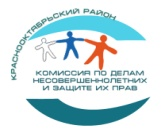 КРАСНООКТЯБРЬСКИЙ РАЙОН
КОМИССИЯ ПО ДЕЛАМ
НЕСОВЕРШЕННОЛЕТНИХ
И ЗАЩИТЕ ИХ ПРАВ